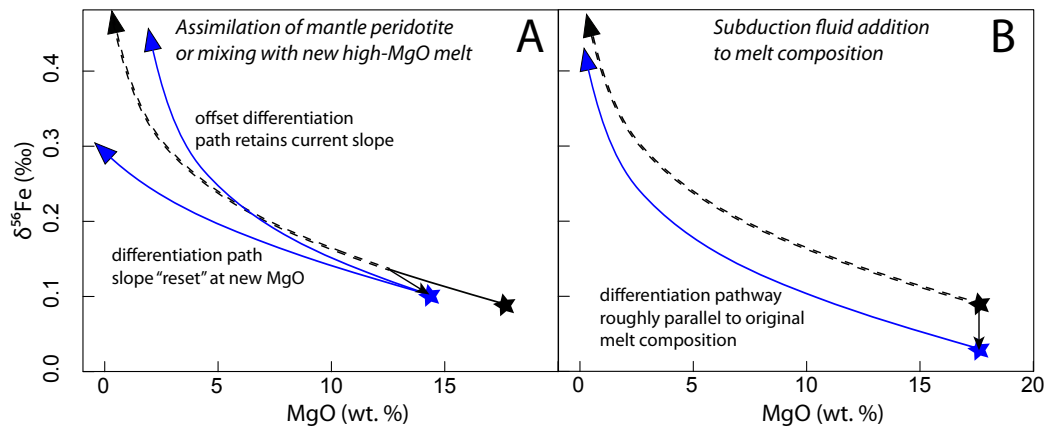 Assimilation of mantle peridotite
or mixing with new high-MgO melt
A
offset differentiation
path retains current slope
differentiation path
slope “reset” at new MgO
δ⁵⁶Fe (‰)
0.0
0.1
0.2
0.3
0.4
0
5
10
15
MgO (wt. %)
Subduction fluid addition
to melt composition
B
differentiation pathway
roughly parallel to original
melt composition
0
5
10
15
20
MgO (wt. %)